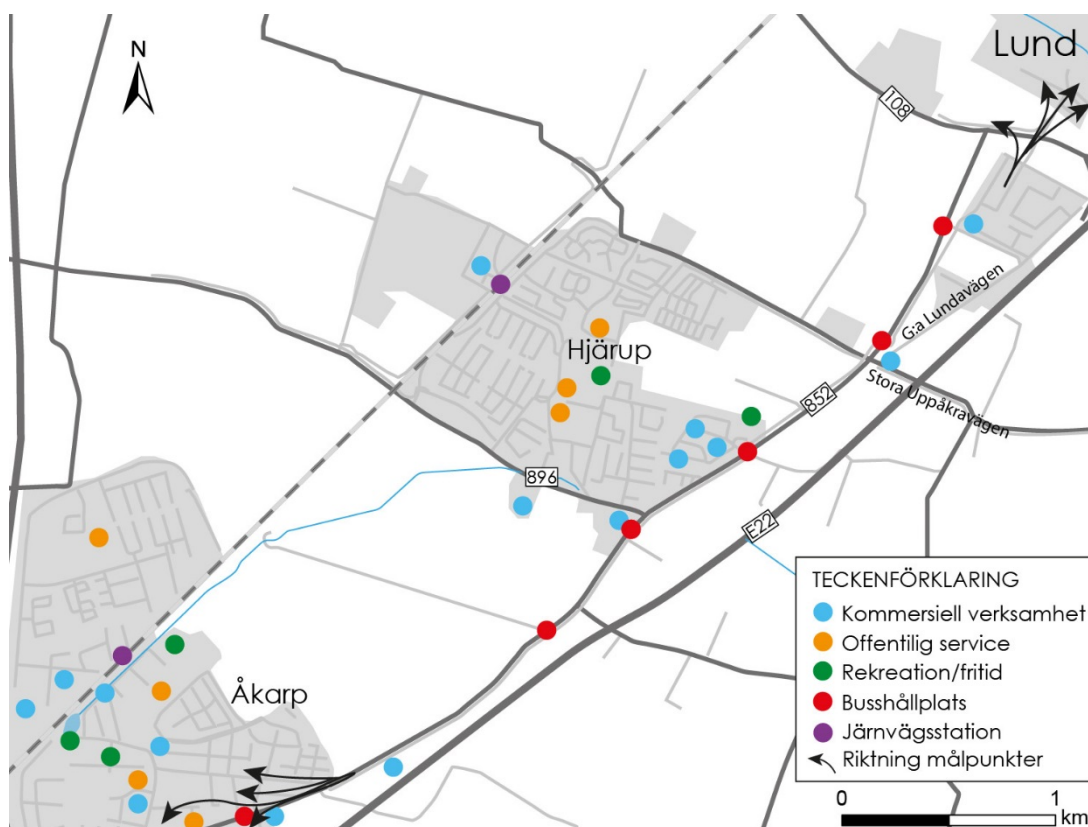 N
Lund
108
G:a Lundavägen
Hjärup
Stora Uppåkravägen
852
896
E22
Åkarp
TECKENFÖRKLARING
Kommersiell verksamhet
Offentilig service
Rekreation/fritid
Busshållplats
Järnvägsstation
Riktning målpunkter
0 1
km